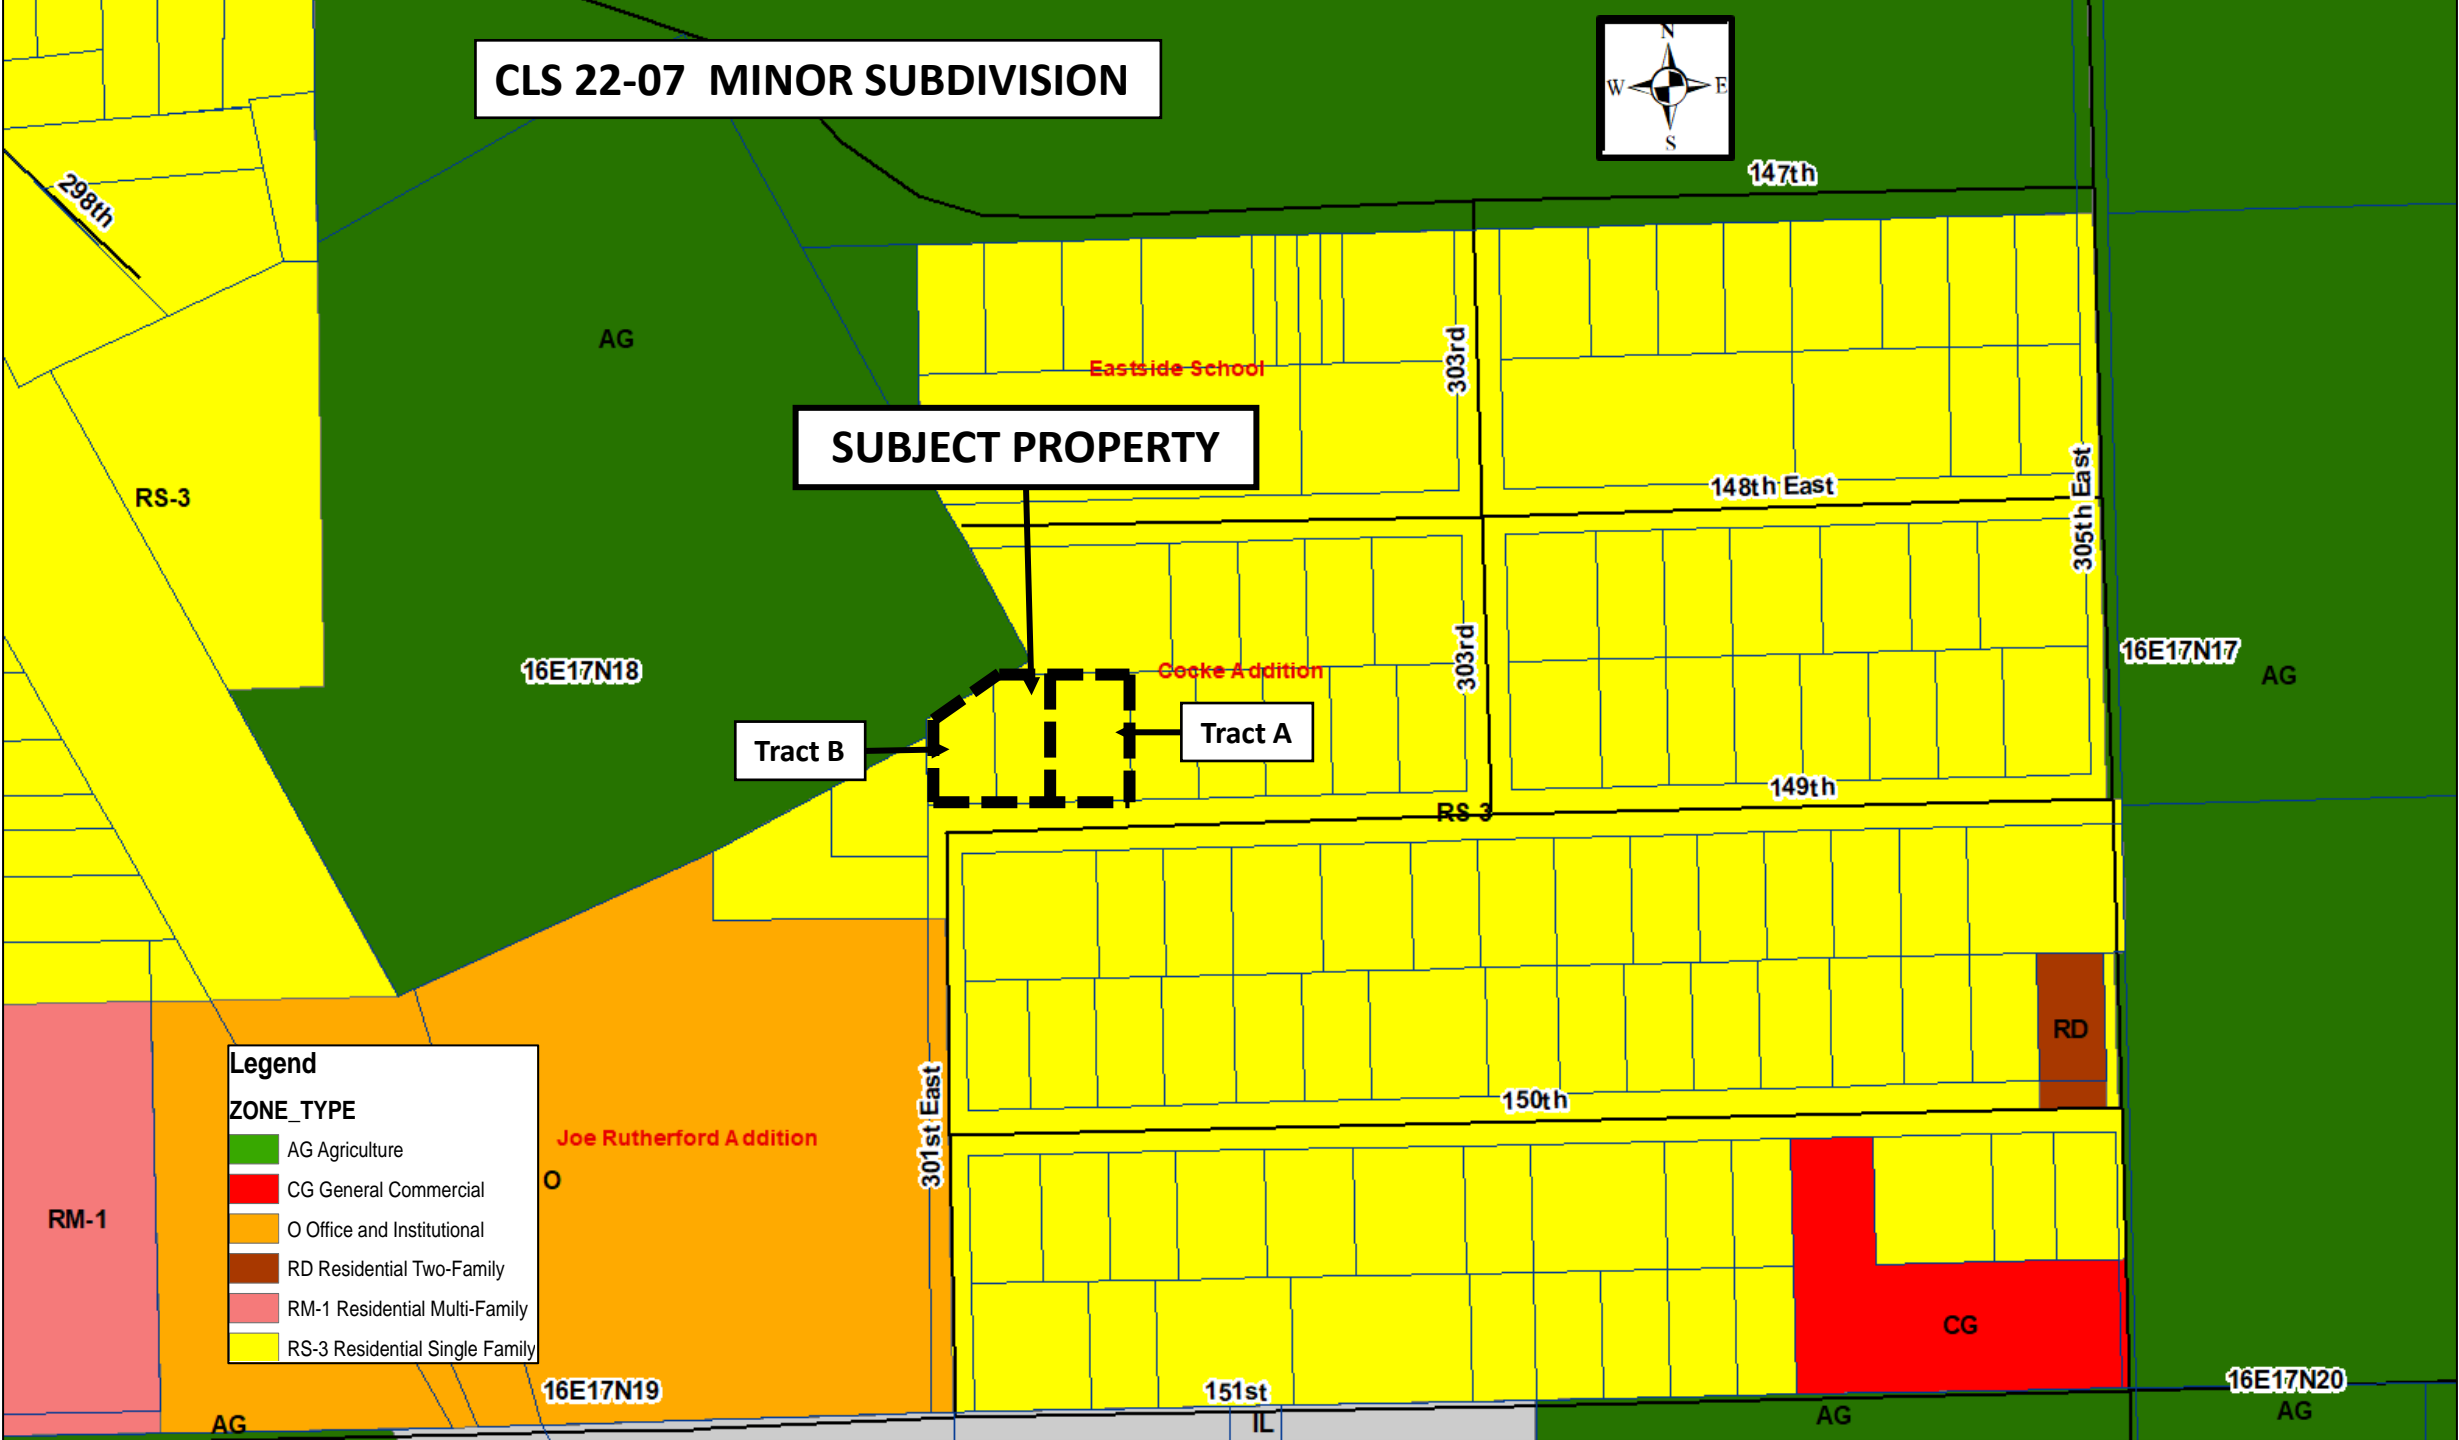 CLS 22-07 MINOR SUBDIVISION
N
W E
S
147th
298th
AG
Eastside School
303rd
SUBJECT PROPERTY
RS-3
148th East
305th East
16E17N18
Cocke Addition
303rd
16E17N17
AG
Tract B
Tract A
149th
RS-3
RD
150th
301st East
Legend
ZONE_TYPE
AG Agriculture
CG General Commercial
O Office and Institutional
RD Residential Two-Family
RM-1 Residential Multi-Family
RS-3 Residential Single Family
Joe Rutherford Addition
O
RM-1
CG
16E17N19
151st
16E17N20
AG
IL
AG
AG